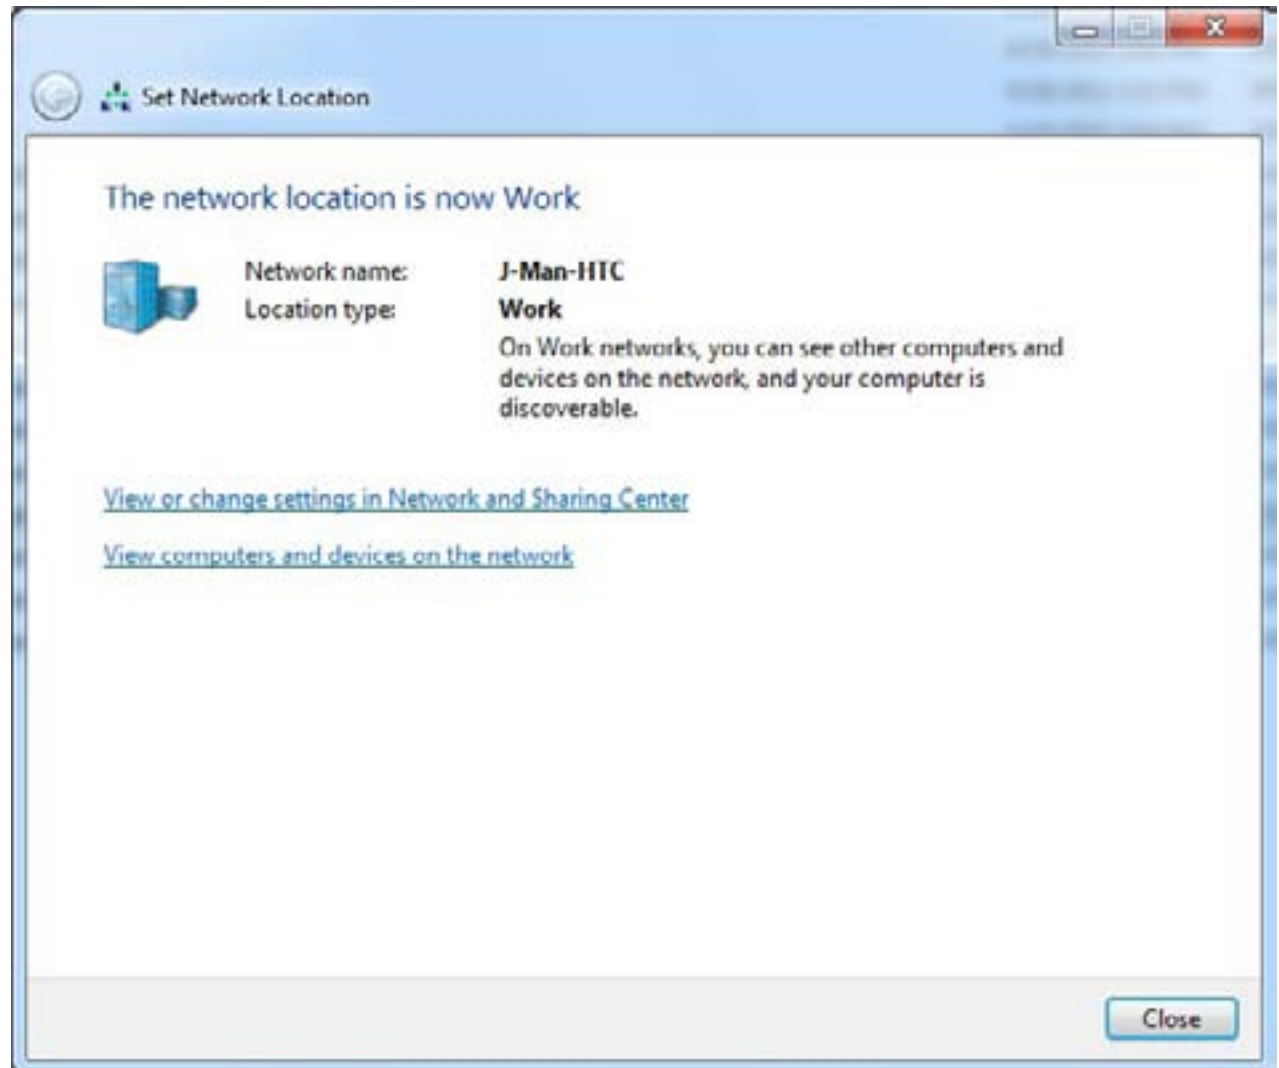 Set Network Location
The network location is now Work
Network name: J-Man-HTC
Location type: Work
On Work networks, you can see other computers and
devices on the network, and your computer is
discoverable.
View or change settings in Network and Sharing Center
View computers and devices on the network
Close